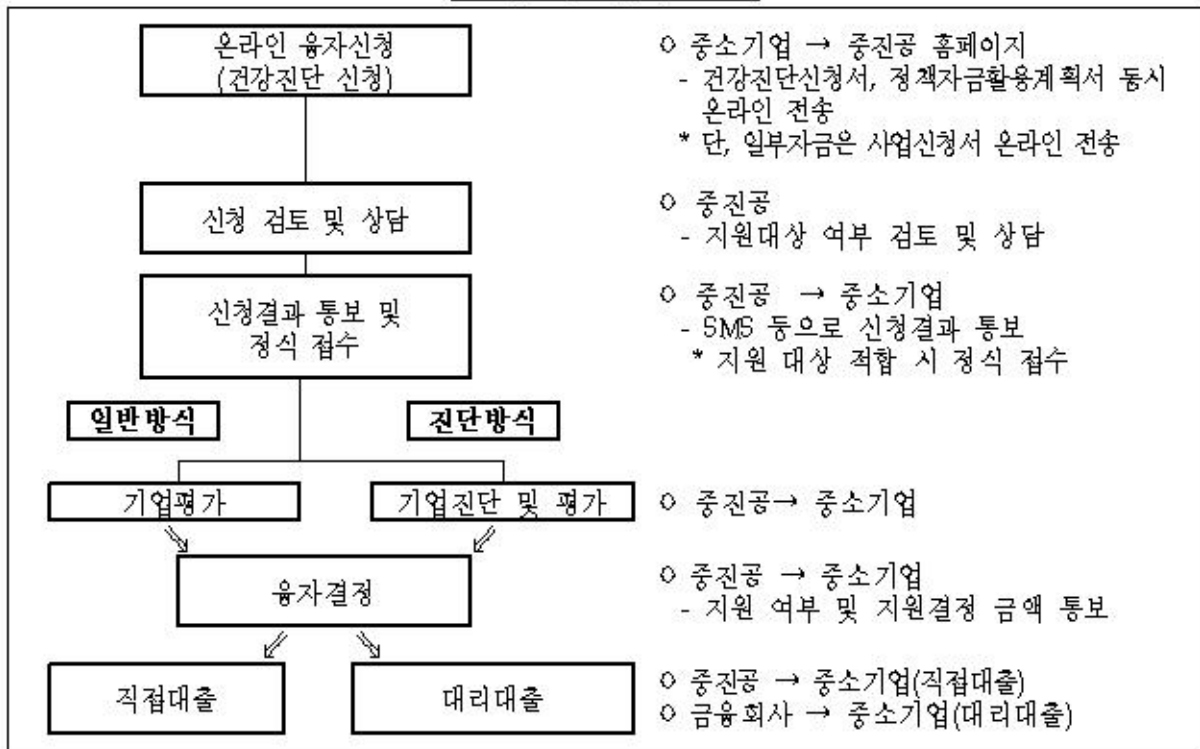 온라인 융자신청
(건강진단 신청)
o 중소기업 → 중진공 홈페이지
- 건강진단신청서, 정책자금활용계획서 동시
온라인 전송
* 단, 일부자금은 사업신청서 온라인 전송
신청 검토 및 상담
o 중진공
- 지원대상 여부 검토 및 상담
신청결과 통보 및
정식 접수
o 중진공 → 중소기업
- SMS 등으로 신청결과 통보
* 지원 대상 적합 시 정식 접수
일반방식
진단방식
기업평가
기업진단 및 평가
o 중진공→ 중소기업
융자결정
o 중진공 → 중소기업
- 지원 여부 및 지원결정 금액 통보
직접대출
대리대출
o 중진공 → 중소기업(직접대출)
o 금융회사 → 중소기업(대리대출)